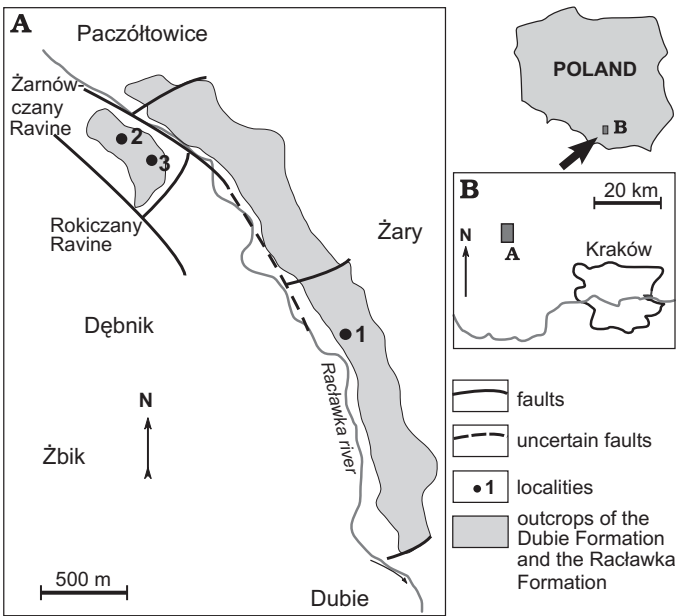 A
Paczółtowice
Żarnów-
czany
Ravine
2
3
Rokiczany
Ravine
Żary
Dębnik
1
Racławka river
N
Żbik
500 m
Dubie
POLAND
B
B
20 km
N
A
Kraków
faults
uncertain faults
1 localities
outcrops of the
Dubie Formation
and the Racławka
Formation